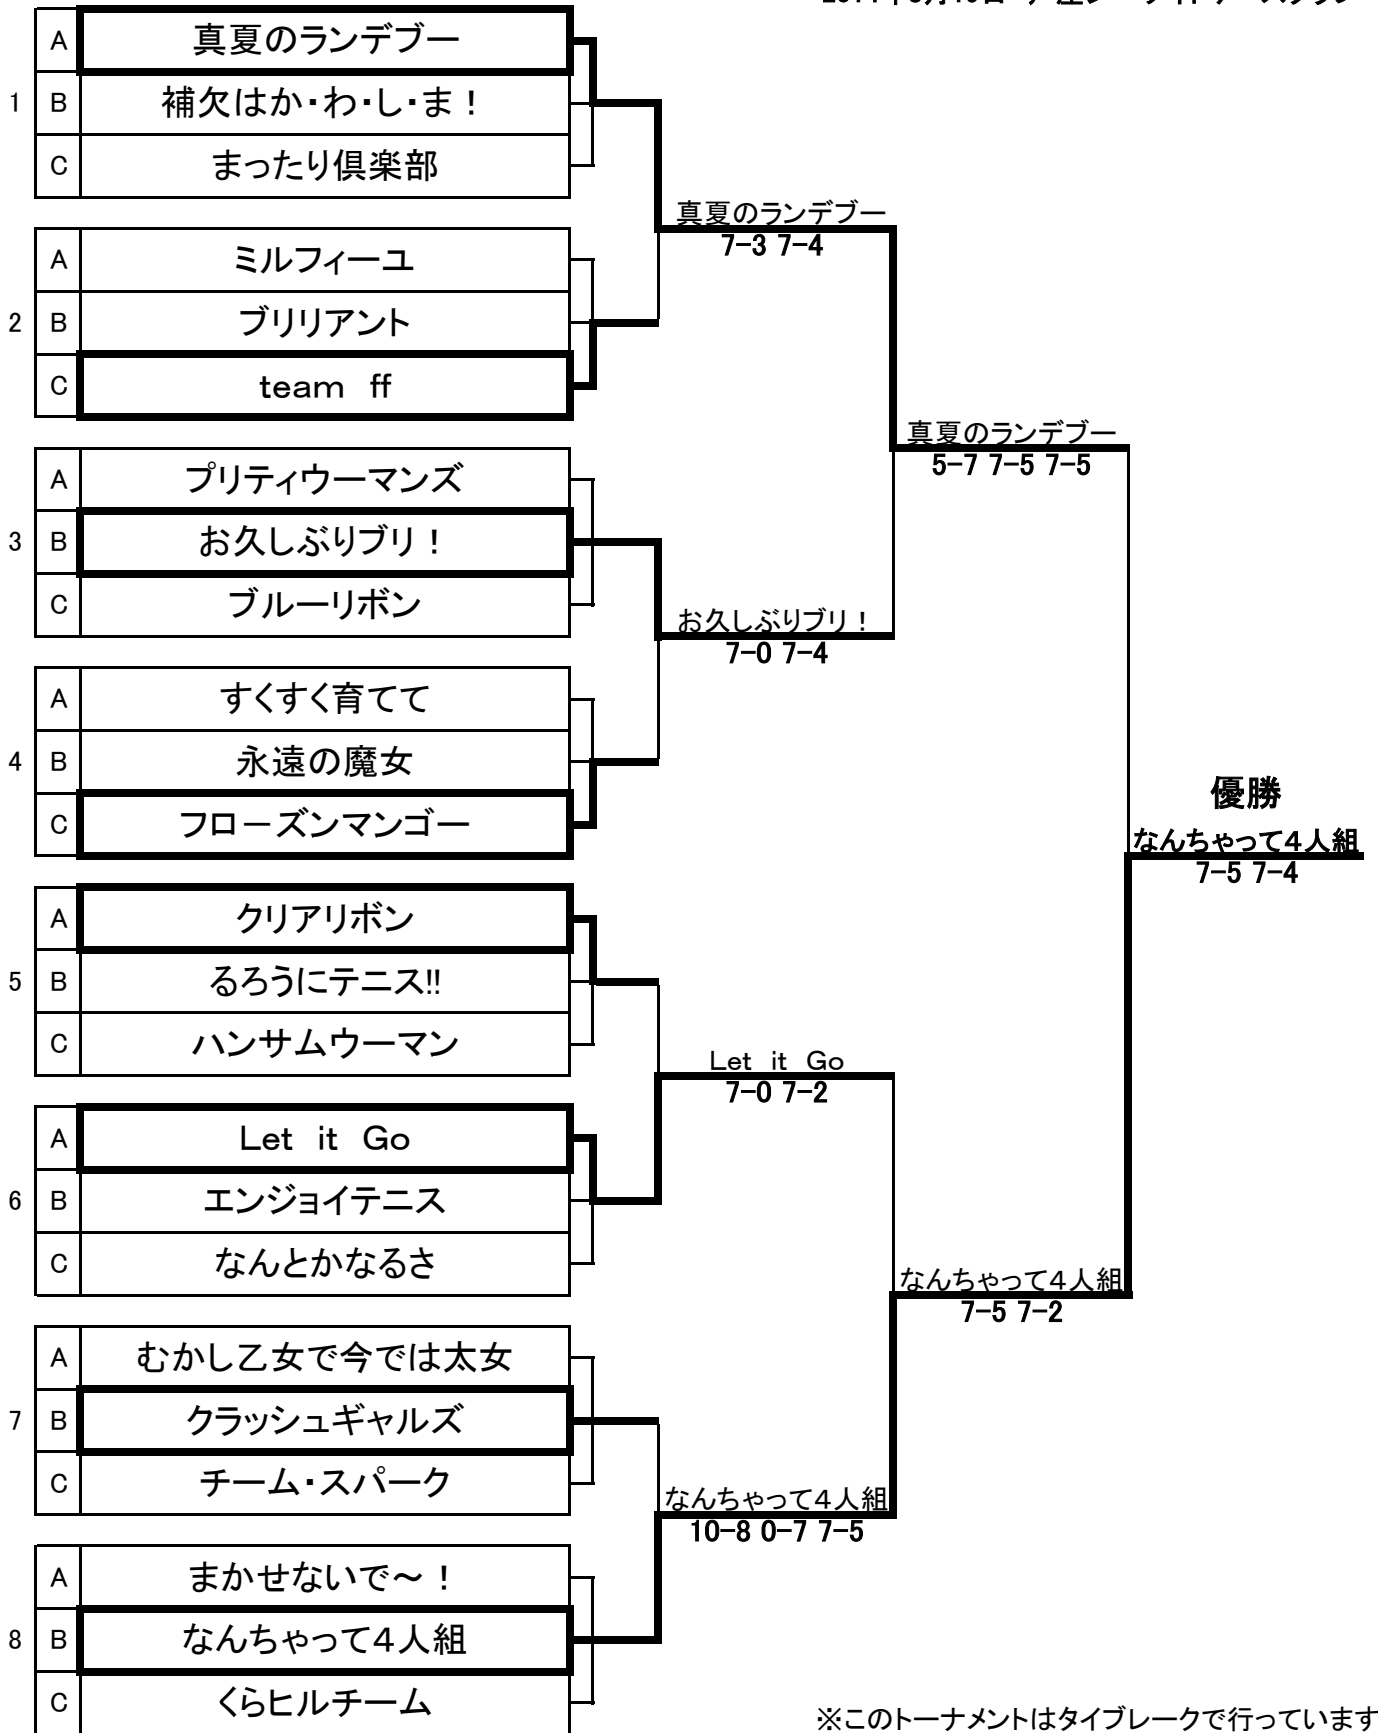 A 真夏のランデブー
1 B 補欠はか・わ・し・ま！
C まったり倶楽部
真夏のランデブー
7-3 7-4
A ミルフィーユ
2 B ブリリアント
C team ff
真夏のランデブー
5-7 7-5 7-5
A プリティウーマンズ
3 B お久しぶりブリ！
C ブルーリボン
お久しぶりブリ！
7-0 7-4
A すくすく育てて
4 B 永遠の魔女
C フローズンマンゴー
優勝
なんちゃって4人組
7-5 7-4
A クリアリボン
5 B るろうにテニス!!
C ハンサムウーマン
Let it Go
7-0 7-2
A Let it Go
6 B エンジョイテニス
C なんとかなるさ
なんちゃって4人組
7-5 7-2
A むかし乙女で今では太女
7 B クラッシュギャルズ
C チーム・スパーク
なんちゃって4人組
10-8 0-7 7-5
A まかせないで～！
8 B なんちゃって4人組
C くらヒルチーム
※このトーナメントはタイブレークで行っています